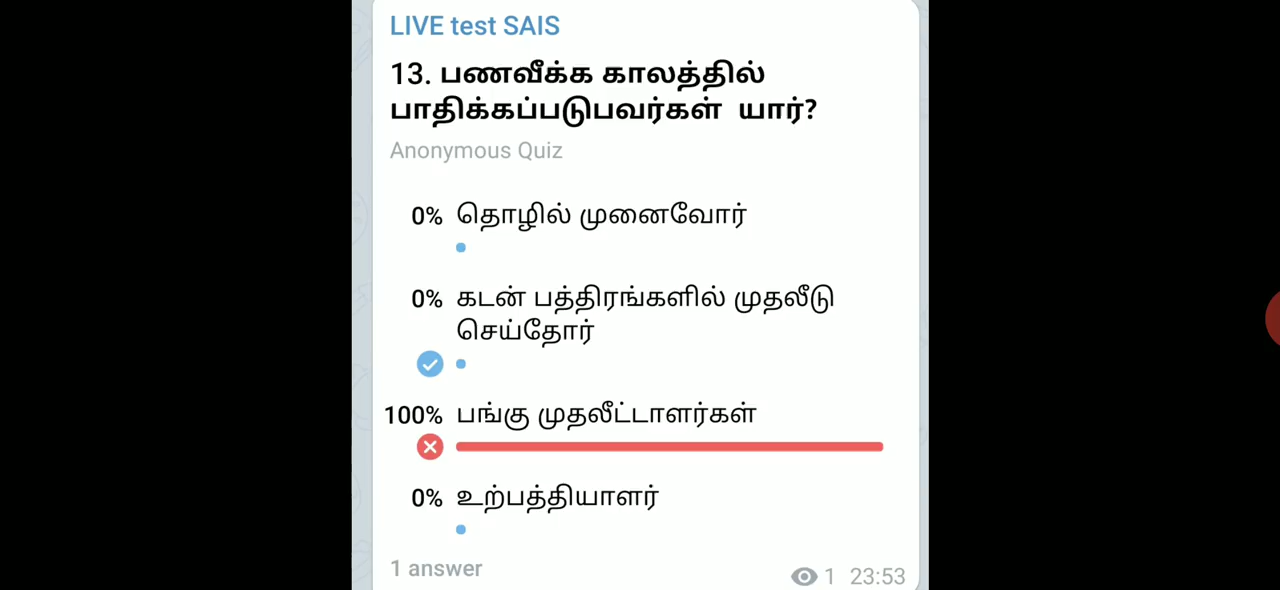 LIVE test SAIS
13. பணவீக்க காலத்தில்
பாதிக்கப்படுபவர்கள் யார்?
Anonymous Quiz
0% தொழில் முனைவோர்
0% கடன் பத்திரங்களில் முதலீடு
செய்தோர்
100% பங்கு முதலீட்டாளர்கள்
0% உற்பத்தியாளர்
1 answer
1 23:53